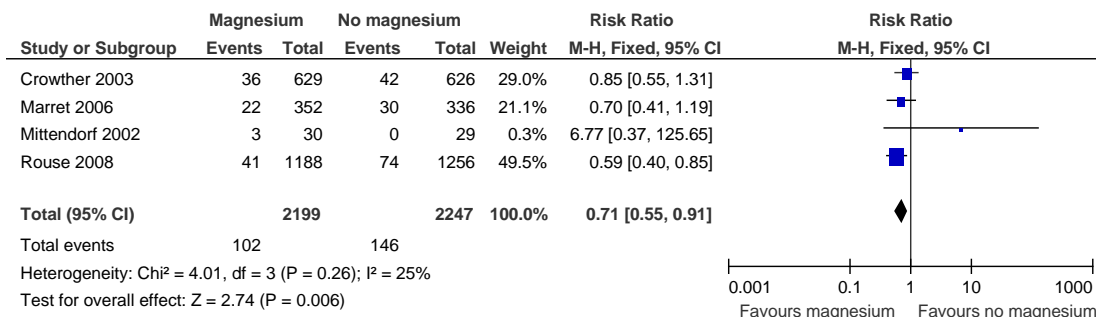 Magnesium No magnesium Risk Ratio Risk Ratio
Study or Subgroup Events Total Events Total Weight M-H, Fixed, 95% CI M-H, Fixed, 95% CI
Crowther 2003 36 629 42 626 29.0% 0.85 [0.55, 1.31]
Marret 2006 22 352 30 336 21.1% 0.70 [0.41, 1.19]
Mittendorf 2002 3 30 0 29 0.3% 6.77 [0.37, 125.65]
Rouse 2008 41 1188 74 1256 49.5% 0.59 [0.40, 0.85]
Total (95% CI) 2199 2247 100.0% 0.71 [0.55, 0.91]
Total events 102 146
Heterogeneity: Chi² = 4.01, df = 3 (P = 0.26); I² = 25%
Test for overall effect: Z = 2.74 (P = 0.006)
0.001 0.1 1 10 1000
Favours magnesium Favours no magnesium